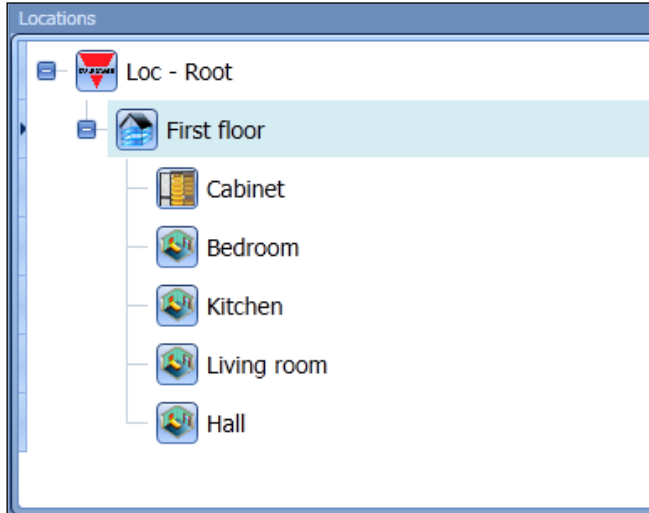 Locations
Loc - Root
First floor
Cabinet
Bedroom
Kitchen
Living room
Hall